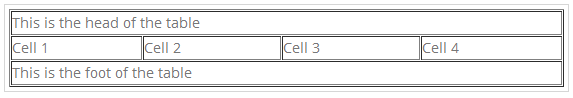 This is the head of the table
Cell 1 Cell 2 Cell 3 Cell 4
This is the foot of the table